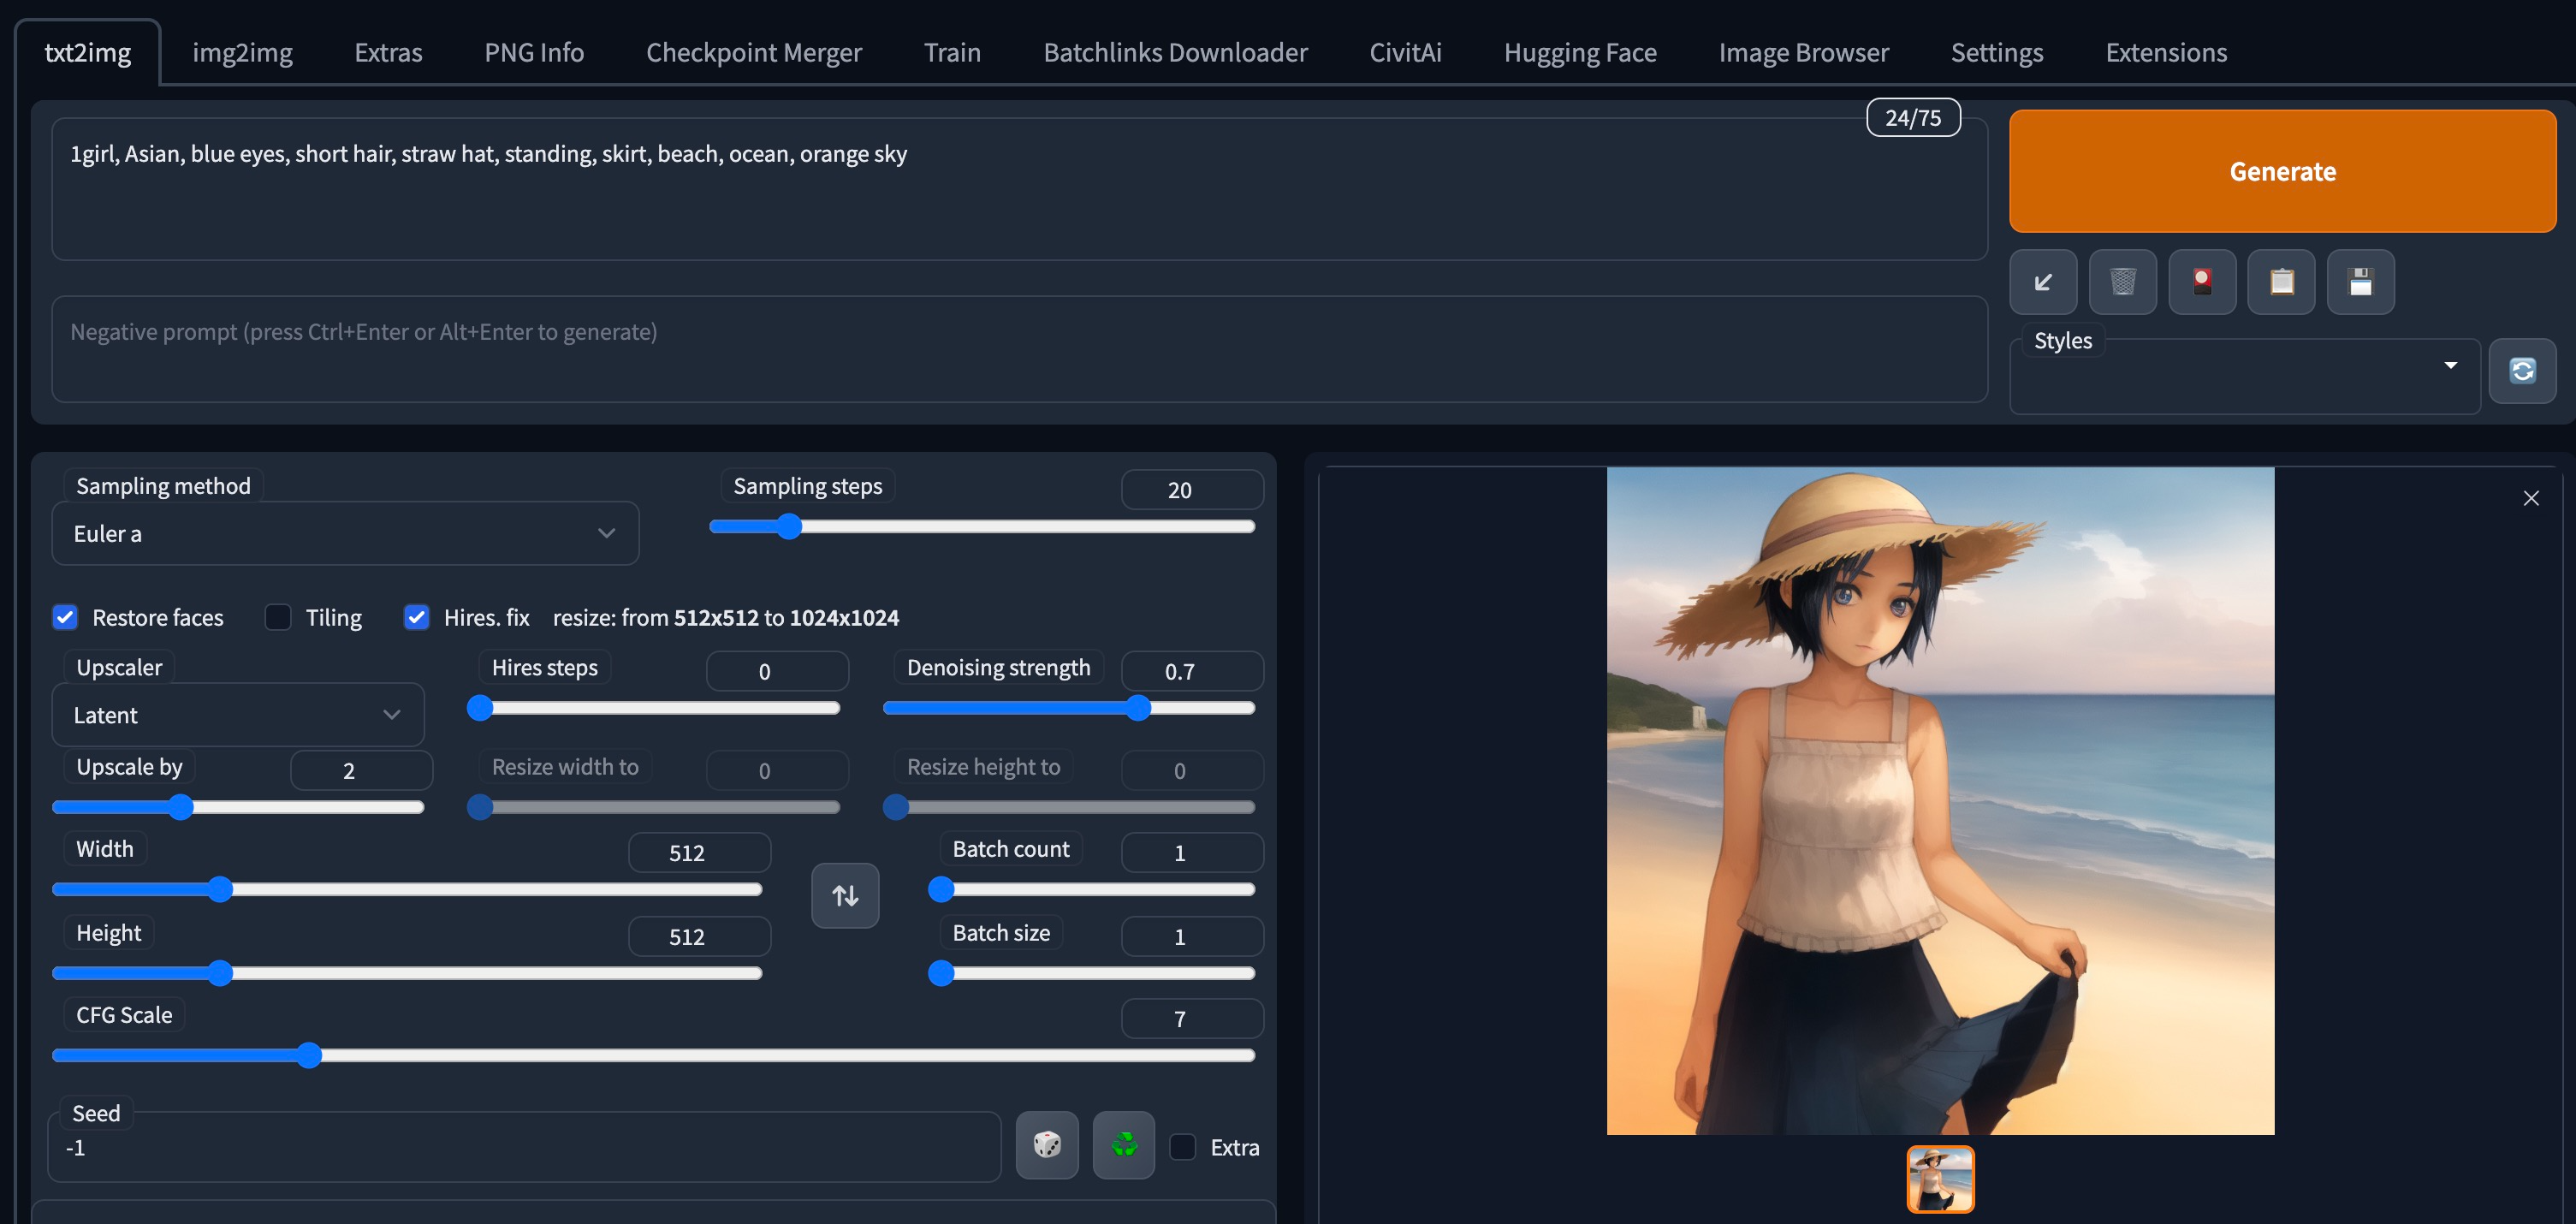 txt2img img2img Extras PNG Info Checkpoint Merger Train Batchlinks Downloader CivitAi Hugging Face Image Browser Settings Extensions
24/75
1girl, Asian, blue eyes, short hair, straw hat, standing, skirt, beach, ocean, orange sky
Generate
Negative prompt (press Ctrl+Enter or Alt+Enter to generate)
Styles
Sampling method
Euler a
Sampling steps 20
Restore faces Tiling Hires. fix resize: from 512x512 to 1024x1024
Upscaler
Latent
Hires steps 0
Denoising strength 0.7
Upscale by 2
Resize width to 0
Resize height to 0
Width 512
Batch count 1
Height 512
Batch size 1
CFG Scale 7
Seed
-1
Extra